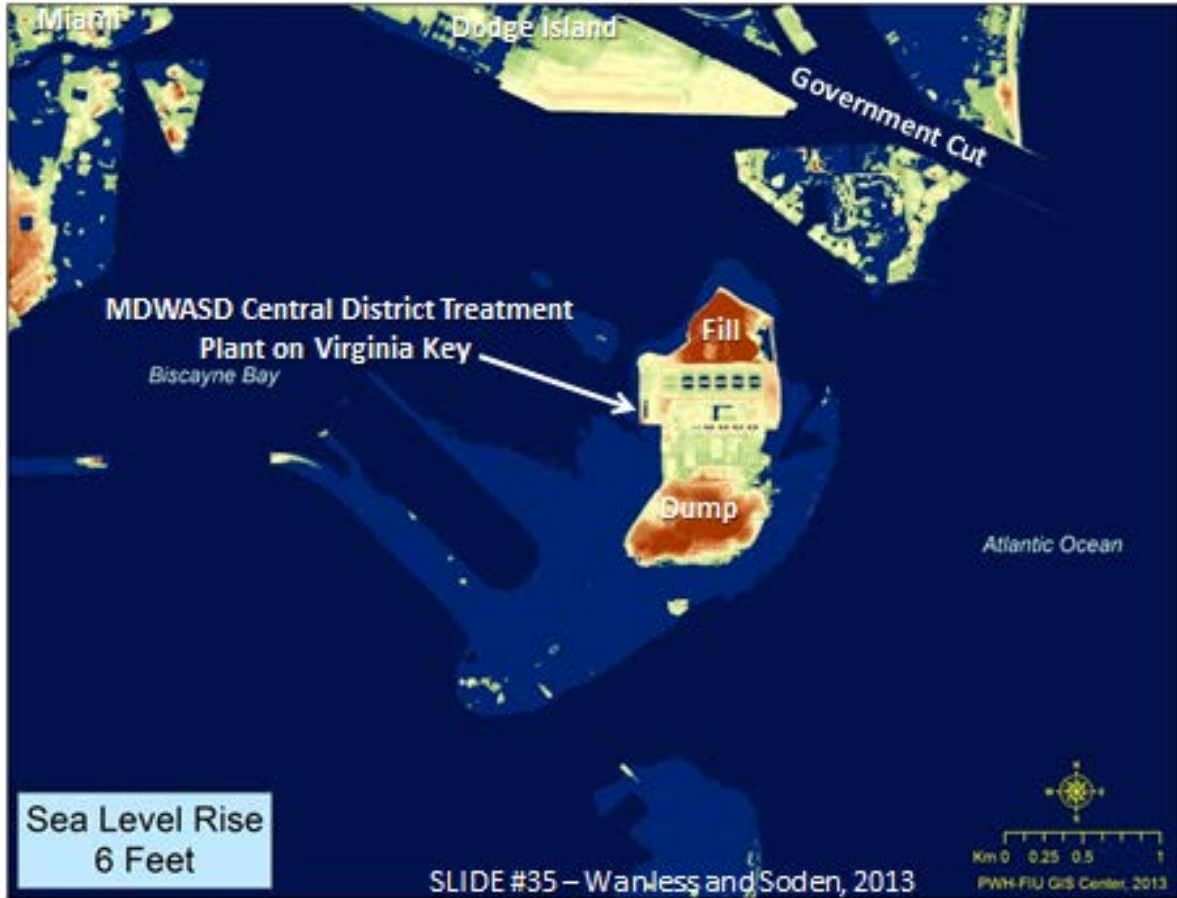 Miami
Dodge Island
Government Cut
MDWASD Central District Treatment
Plant on Virginia Key
Biscayne Bay
Fill
Dump
Atlantic Ocean
Sea Level Rise
6 Feet
N
W E
S
Km 0 0.25 0.5 1
PWH-FIU GIS Center, 2013
SLIDE #35 – Wanless and Soden, 2013